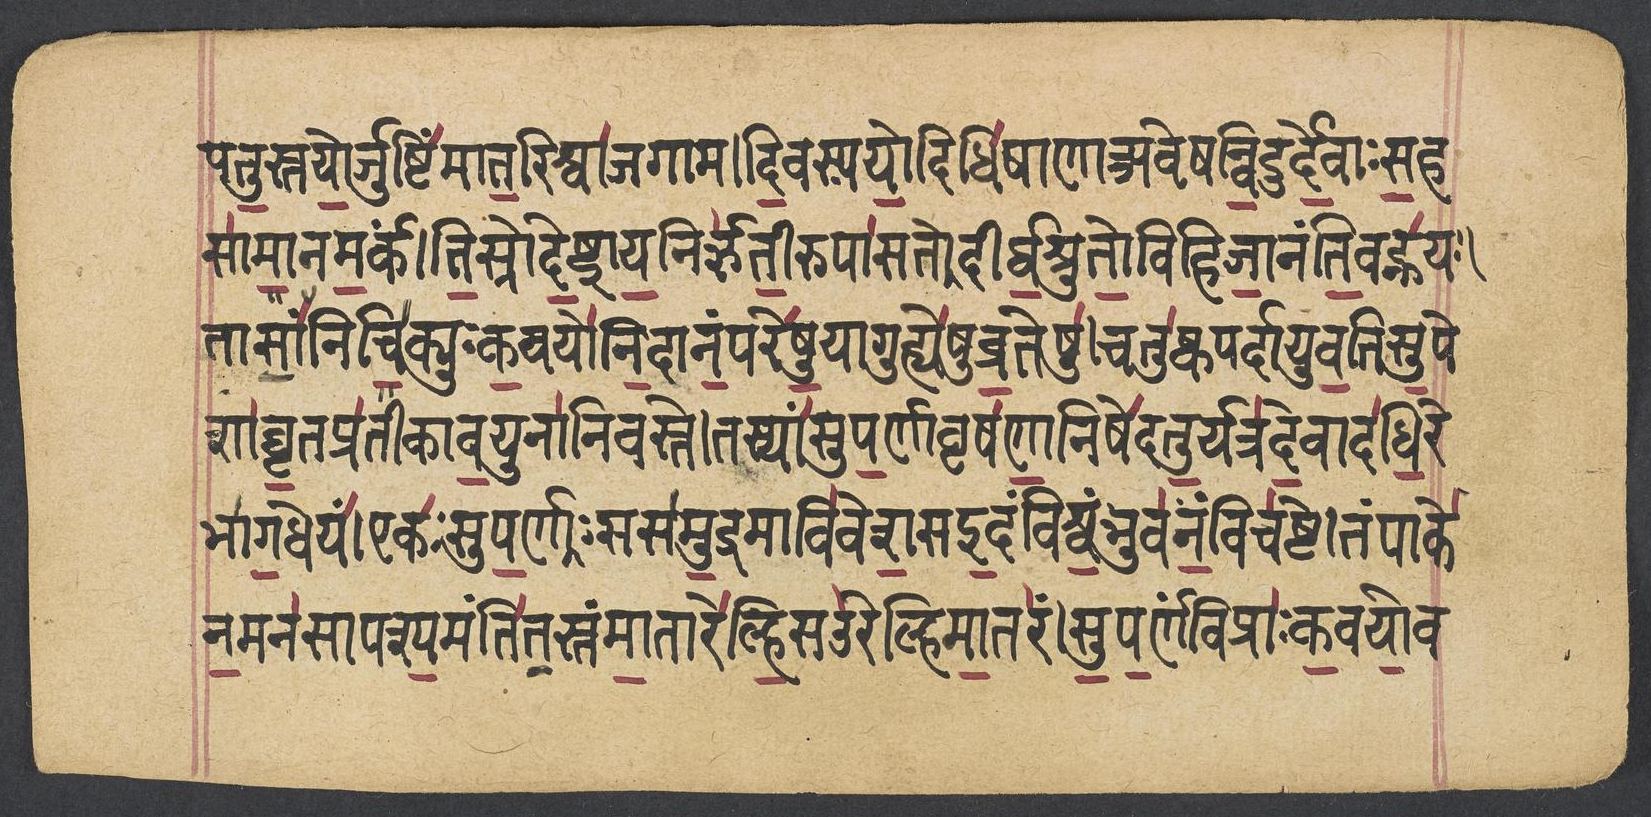 पतुस्तयोर्जुष्टिंमातरिश्वाजगाम।दिवस्पयोदिधिषाणाअवेषन्विदुर्देवाःसह
सामानमर्कं।तिस्रोदेष्ट्रायनिर्ऋतीरुपासतेदीर्घश्रुतोविहिजानंतिवह्नयः।
तासांनिचिक्युःकवयोनिदानंपरेषुयागुह्येषुव्रतेषु।चतुष्कपर्दायुवतिःसुपे
शाघृतप्रतीकावयुनानिवस्ते।तस्यांसुपर्णावृषणानिषेदतुर्यत्रदेवादधिरे
भागधेयं।एकःसुपर्णःससमुद्रमाविवेशसइदंविश्वंभुवनंविचष्टे।तंपाके
नमनसापश्यमंतितस्तंमातारेळ्हिसउरेळ्हिमातरं।सुपर्णंविप्राःकवयोव